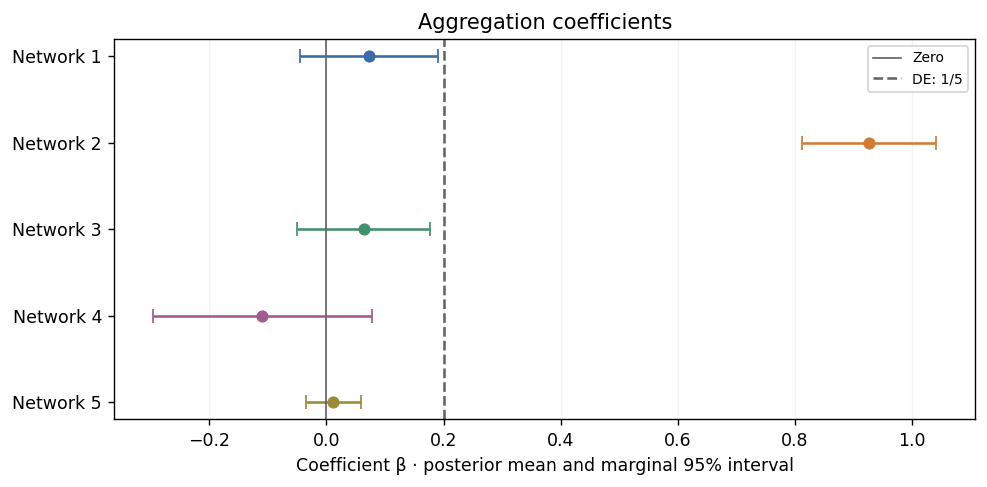 Aggregation coefficients
Zero
DE: 1/5
Network 1
Network 2
Network 3
Network 4
Network 5
−0.2 0.0 0.2 0.4 0.6 0.8 1.0
Coefficient β · posterior mean and marginal 95% interval